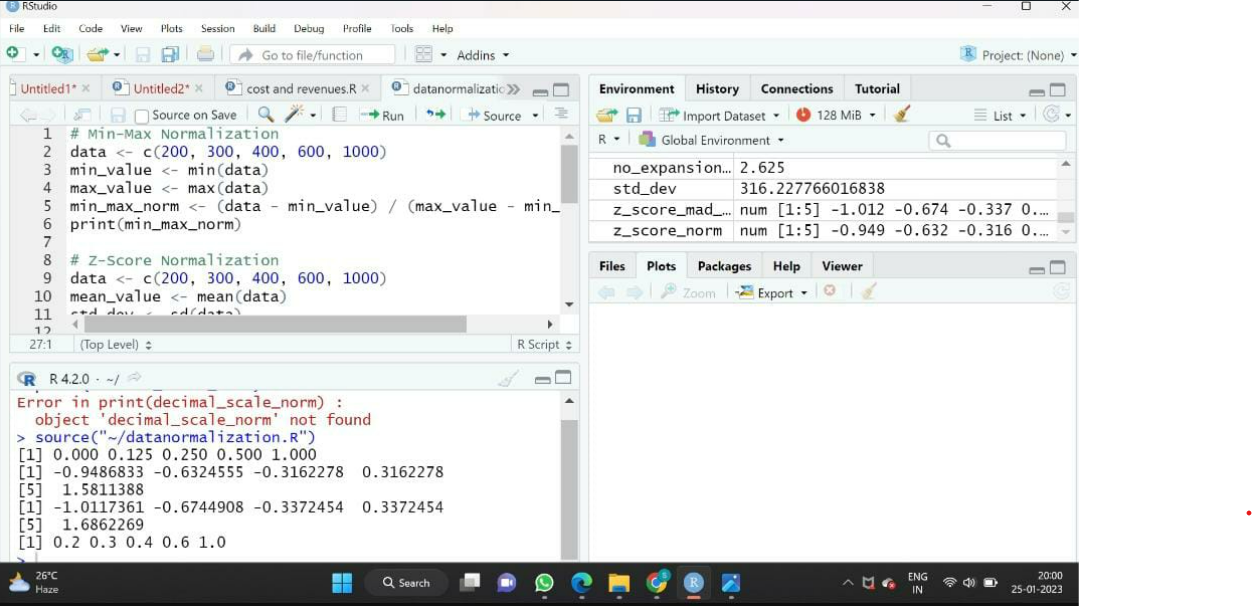 RStudio
File Edit Code View Plots Session Build Debug Profile Tools Help
Go to file/function Addins Project: (None)
Untitled1* Untitled2* cost and revenues.R datanormalizatic
Source on Save Run Source
1 # Min-Max Normalization
2 data <- c(200, 300, 400, 600, 1000)
3 min_value <- min(data)
4 max_value <- max(data)
5 min_max_norm <- (data - min_value) / (max_value - min_
6 print(min_max_norm)
7
8 # Z-Score Normalization
9 data <- c(200, 300, 400, 600, 1000)
10 mean_value <- mean(data)
11 std_dev <- sd(data)
12
27:1 (Top Level) R Script
R 4.2.0 · ~/
Error in print(decimal_scale_norm) :
object 'decimal_scale_norm' not found
> source("~/datanormalization.R")
[1] 0.000 0.125 0.250 0.500 1.000
[1] -0.9486833 -0.6324555 -0.3162278 0.3162278
[5] 1.5811388
[1] -1.0117361 -0.6744908 -0.3372454 0.3372454
[5] 1.6862269
[1] 0.2 0.3 0.4 0.6 1.0
>
Environment History Connections Tutorial
Import Dataset 128 MiB List
R Global Environment
no_expansion… 2.625
std_dev 316.227766016838
z_score_mad_… num [1:5] -1.012 -0.674 -0.337 0.…
z_score_norm num [1:5] -0.949 -0.632 -0.316 0.…
Files Plots Packages Help Viewer
Zoom Export
26°C
Haze
Search
ENG
IN
20:00
25-01-2023